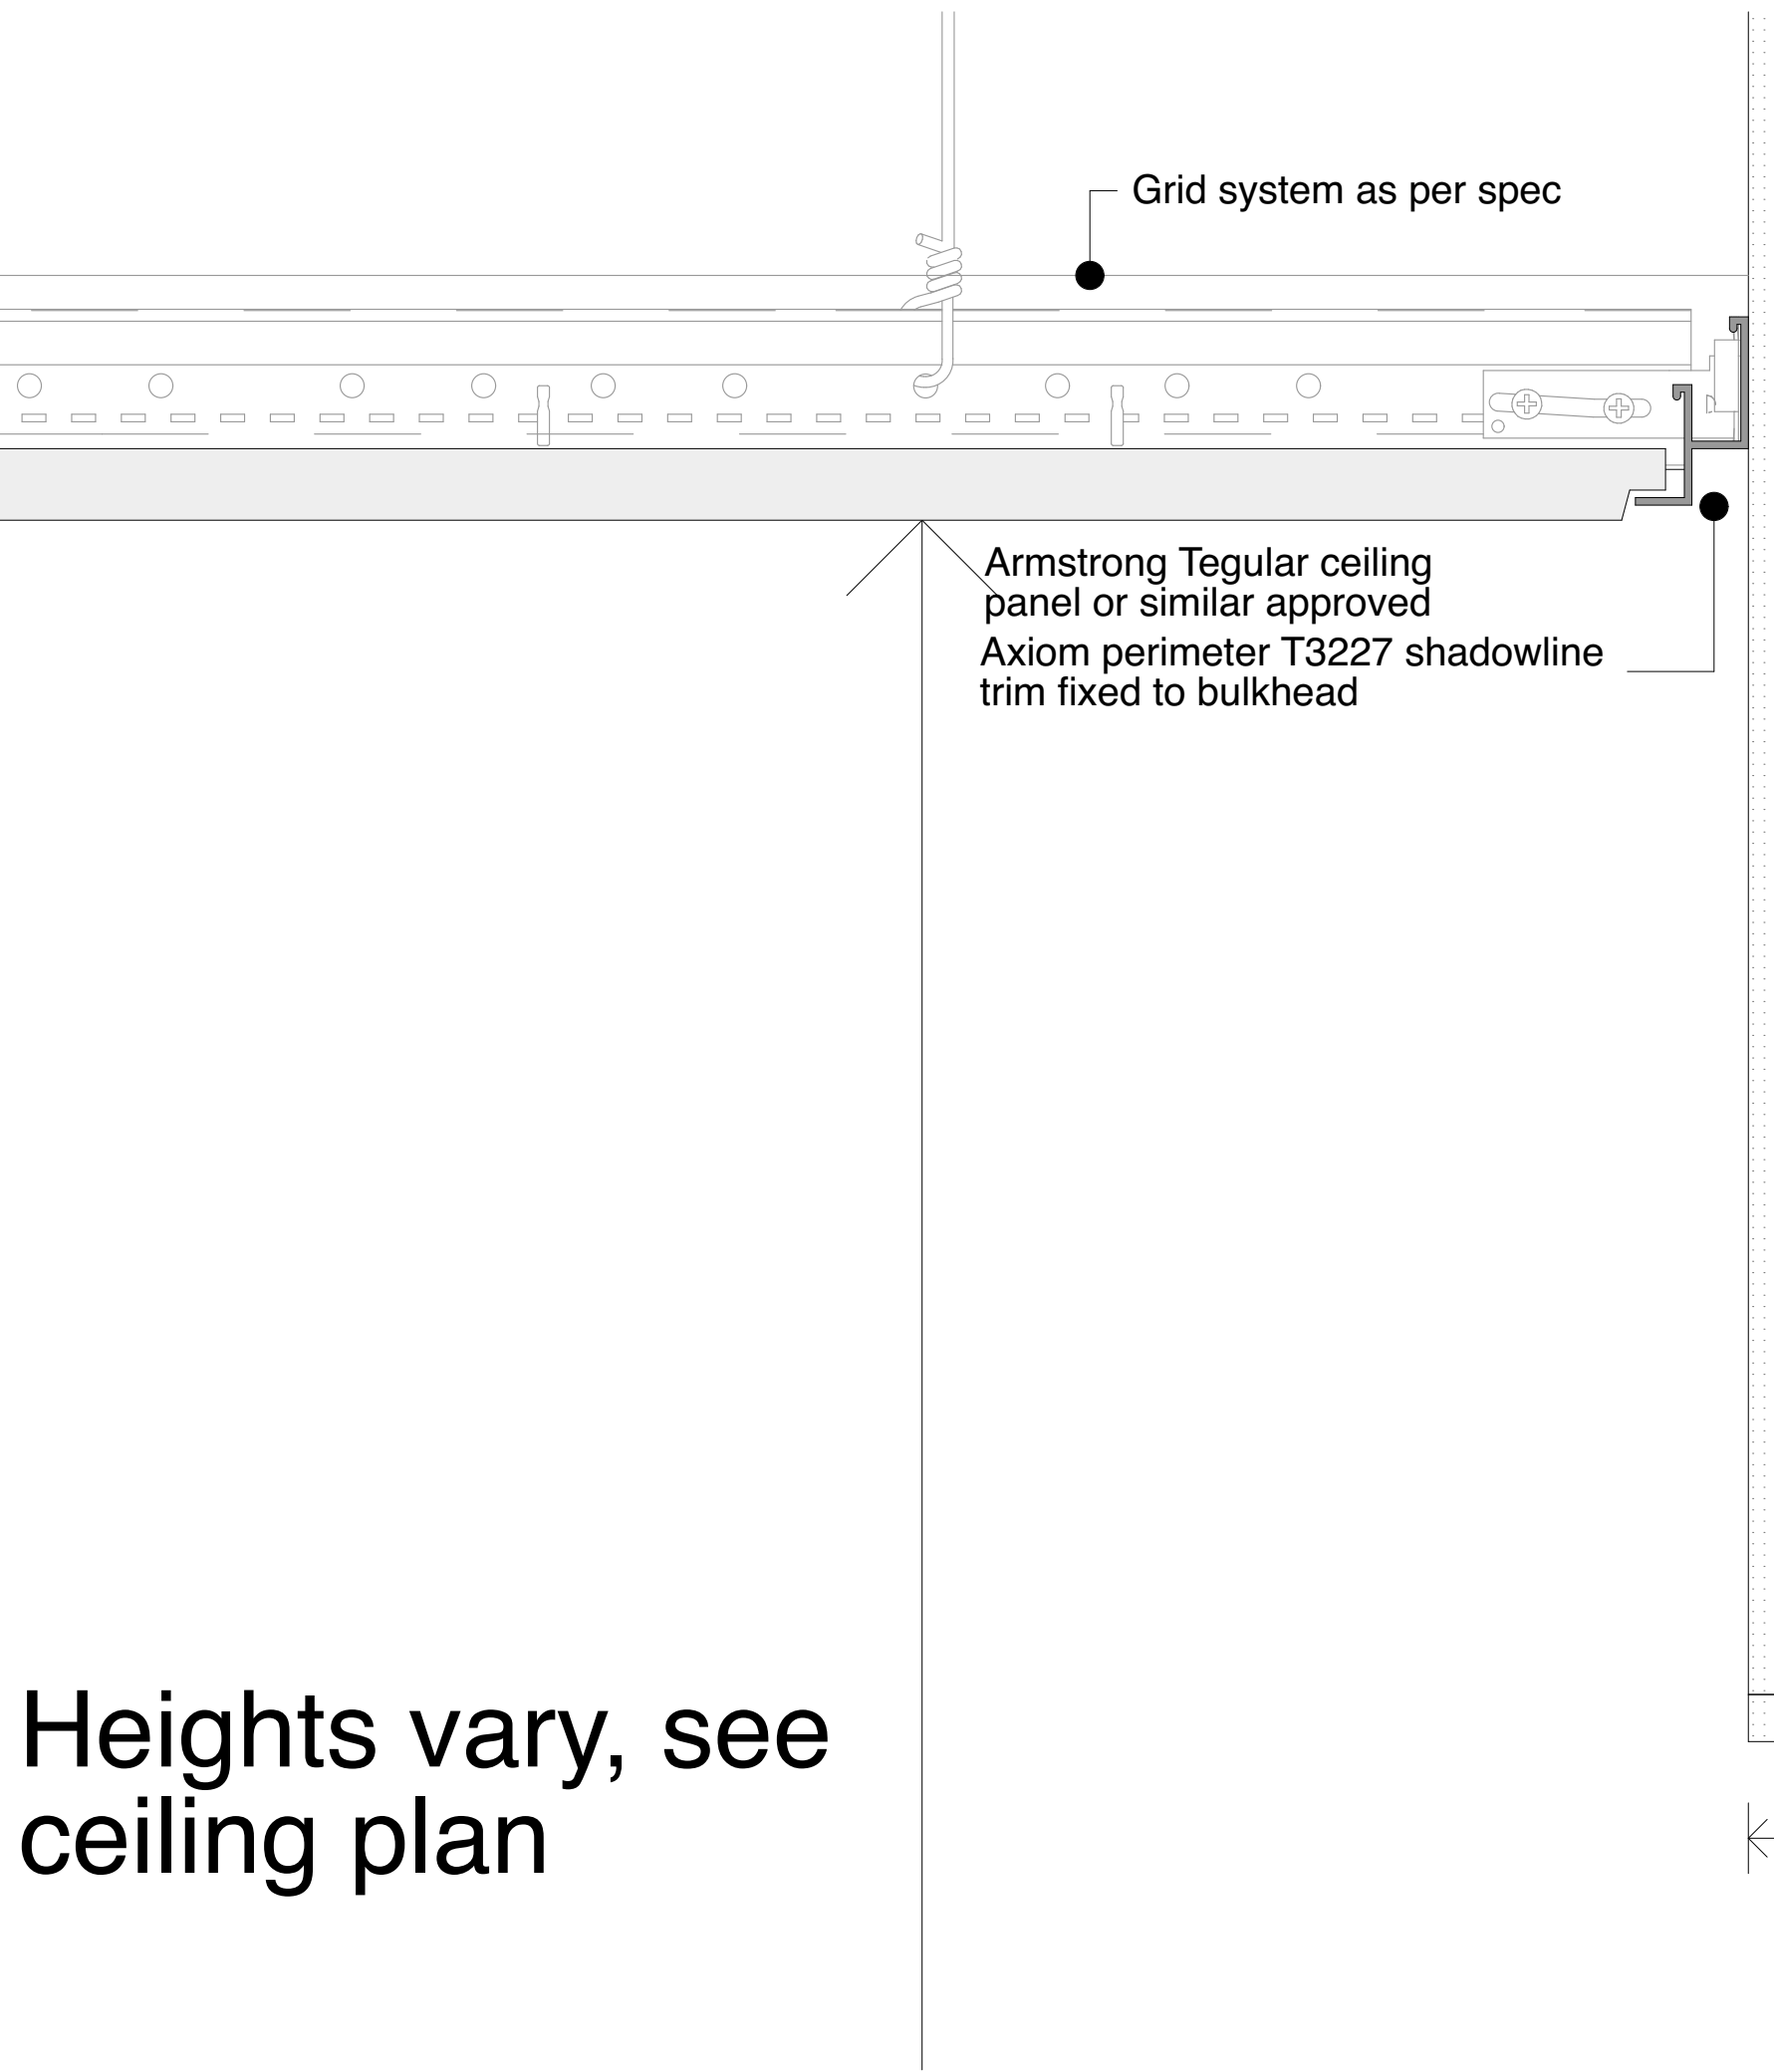 Grid system as per spec
Armstrong Tegular ceiling
panel or similar approved
Axiom perimeter T3227 shadowline
trim fixed to bulkhead
Heights vary, see
ceiling plan